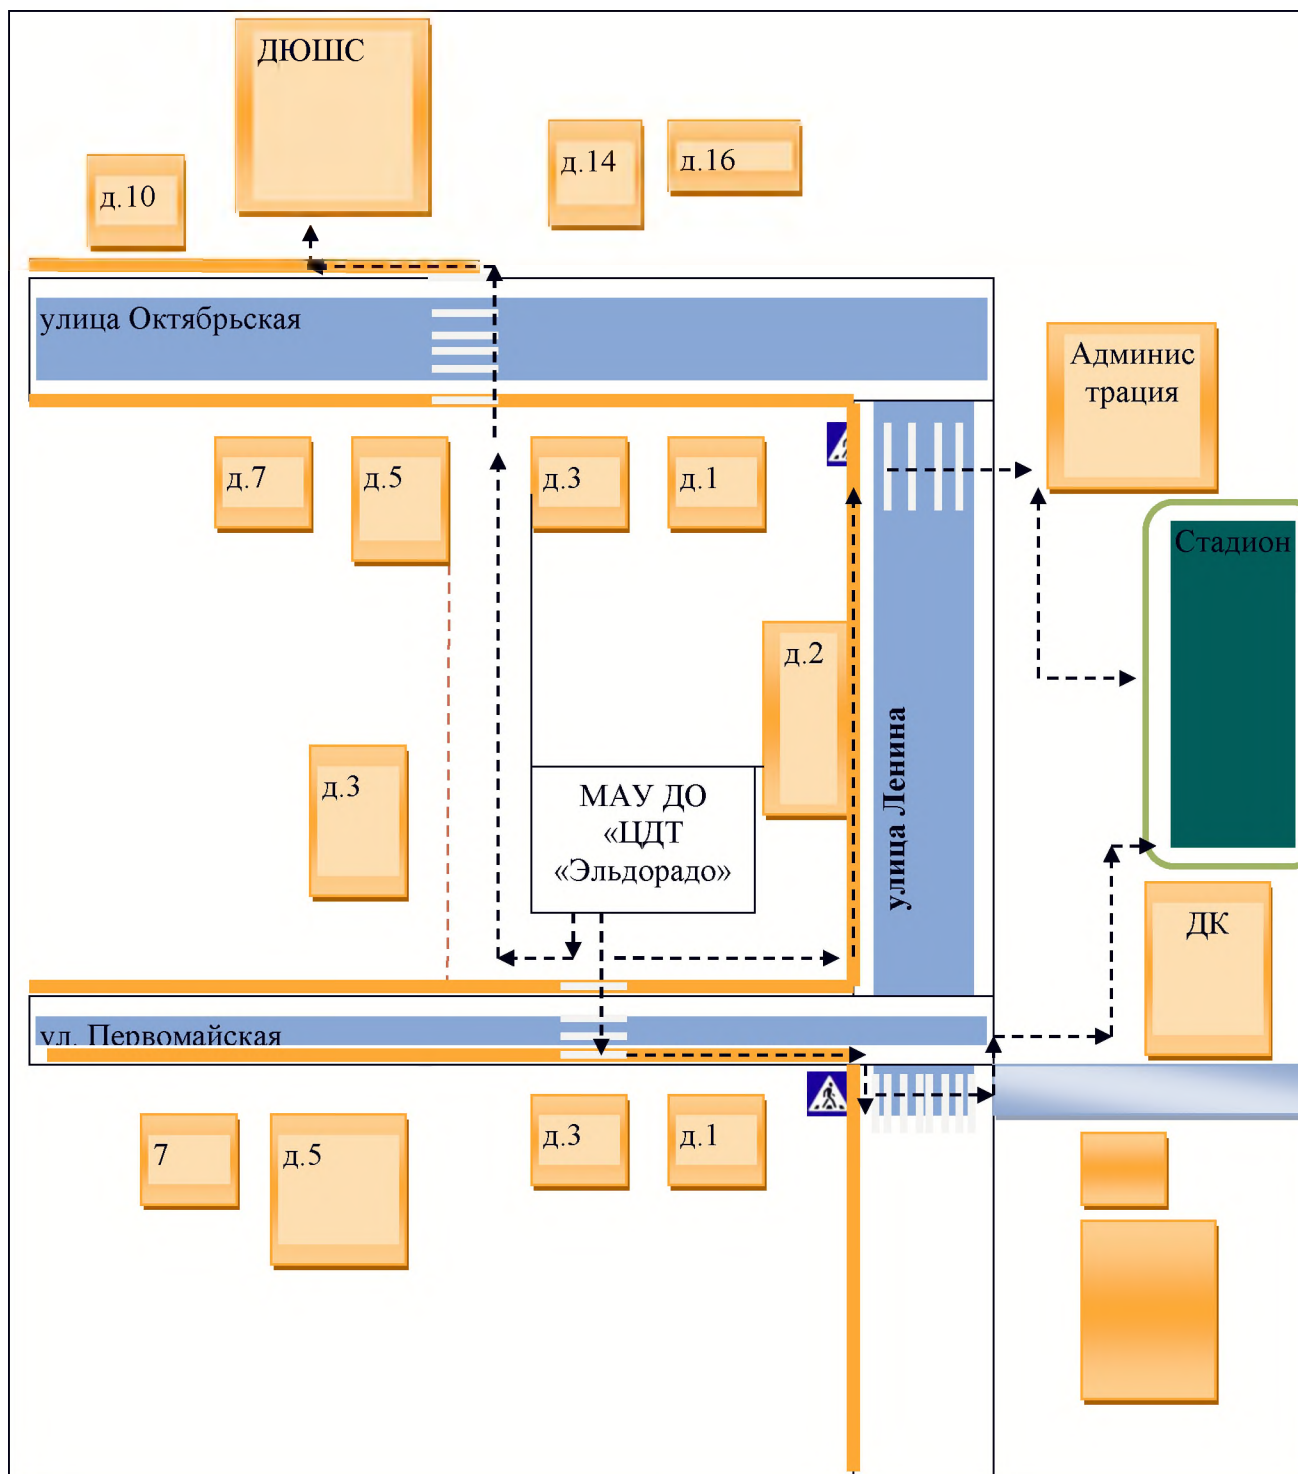 ДЮШС
д.14
д.16
д.10
улица Октябрьская
Админис
трация
д.7
д.5
д.3
д.1
Стадион
д.2
улица Ленина
д.3
МАУ ДО
«ЦДТ
«Эльдорадо»
ДК
ул. Первомайская
7
д.5
д.3
д.1